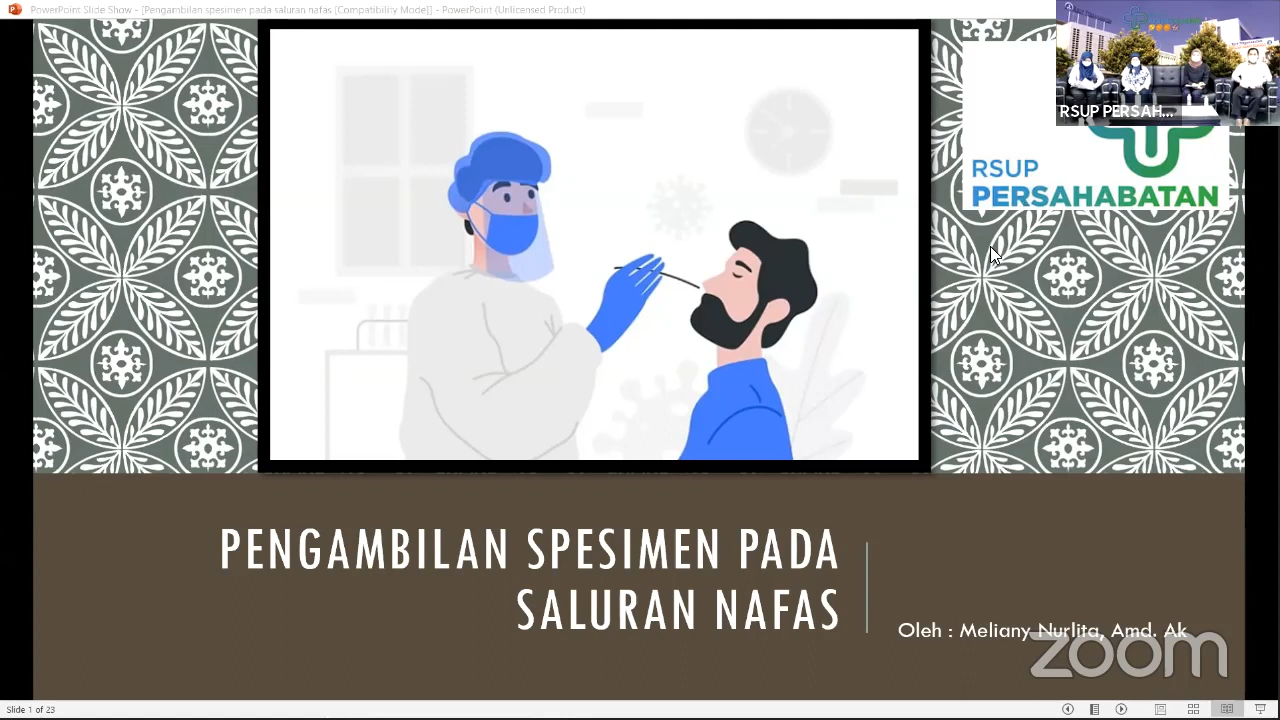 PowerPoint Slide Show - [Pengambilan spesimen pada saluran nafas [Compatibility Mode]] - PowerPoint (Unlicensed Product)
RSUP PERSAH...
RSUP
PERSAHABATAN
PENGAMBILAN SPESIMEN PADA
SALURAN NAFAS
Oleh : Meliany Nurlita, Amd. Ak
zoom
Slide 1 of 23